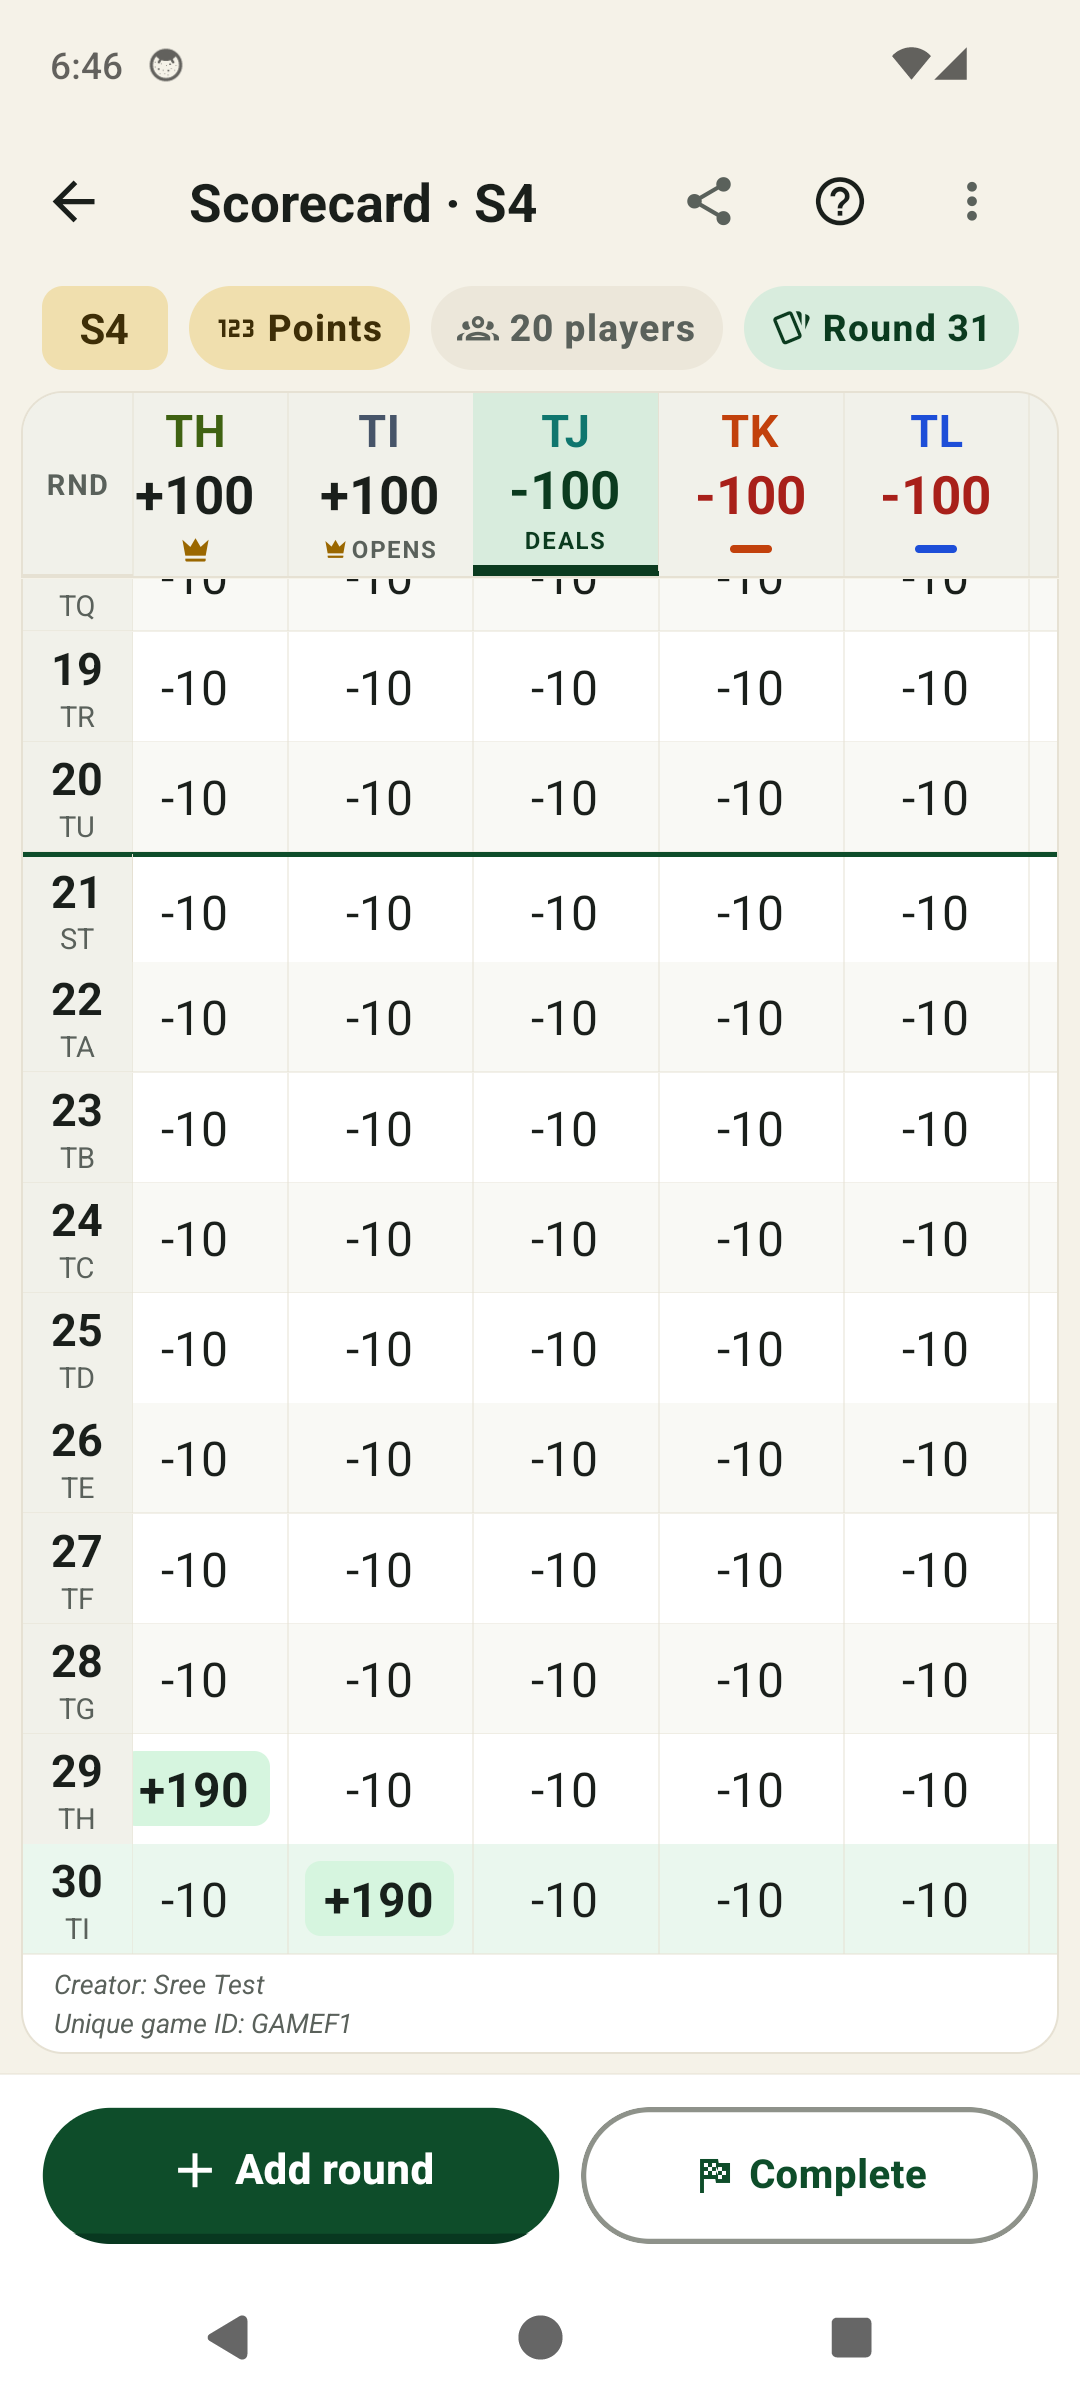 6:46
Scorecard · S4
S4 123 Points 20 players Round 31
RND TH TI TJ TK TL
+100 +100 -100 -100 -100
OPENS DEALS
TQ -10 -10 -10 -10 -10
19 TR -10 -10 -10 -10 -10
20 TU -10 -10 -10 -10 -10
21 ST -10 -10 -10 -10 -10
22 TA -10 -10 -10 -10 -10
23 TB -10 -10 -10 -10 -10
24 TC -10 -10 -10 -10 -10
25 TD -10 -10 -10 -10 -10
26 TE -10 -10 -10 -10 -10
27 TF -10 -10 -10 -10 -10
28 TG -10 -10 -10 -10 -10
29 TH +190 -10 -10 -10 -10
30 TI -10 +190 -10 -10 -10
Creator: Sree Test
Unique game ID: GAMEF1
+ Add round Complete